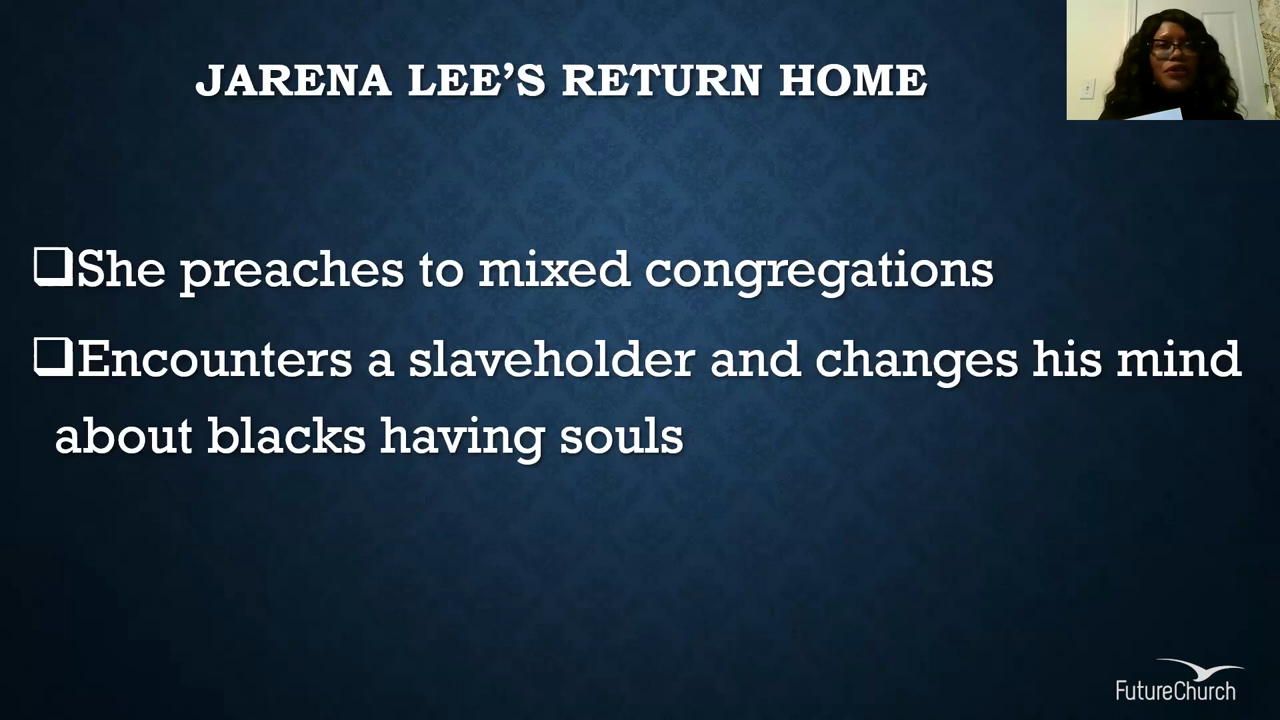 JARENA LEE’S RETURN HOME
❑She preaches to mixed congregations
❑Encounters a slaveholder and changes his mind
about blacks having souls
FutureChurch